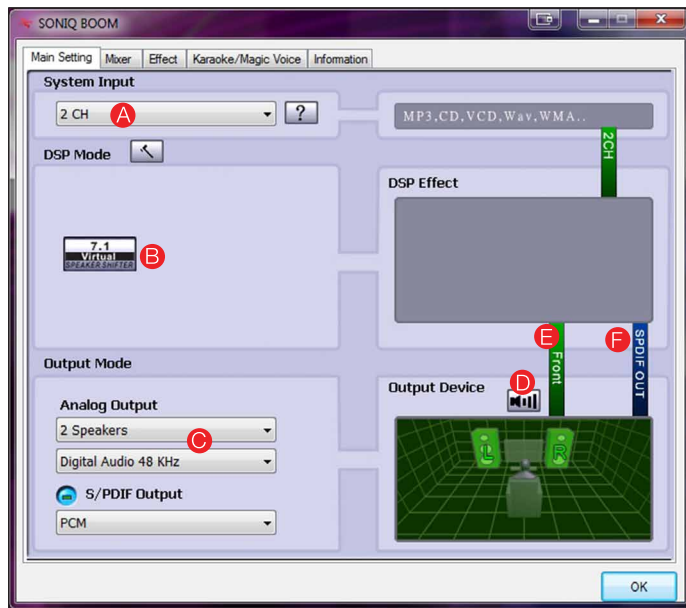 SONIQ BOOM
Main Setting Mixer Effect Karaoke/Magic Voice Information
System Input
2 CH A ?
MP3,CD,VCD,Wav,WMA..
2CH
DSP Mode
DSP Effect
7.1
Virtual
SPEAKER SHIFTER
B
E
F
Front
SPDIF OUT
Output Mode
Analog Output
2 Speakers
C
Digital Audio 48 KHz
S/PDIF Output
PCM
Output Device
D
L R
OK